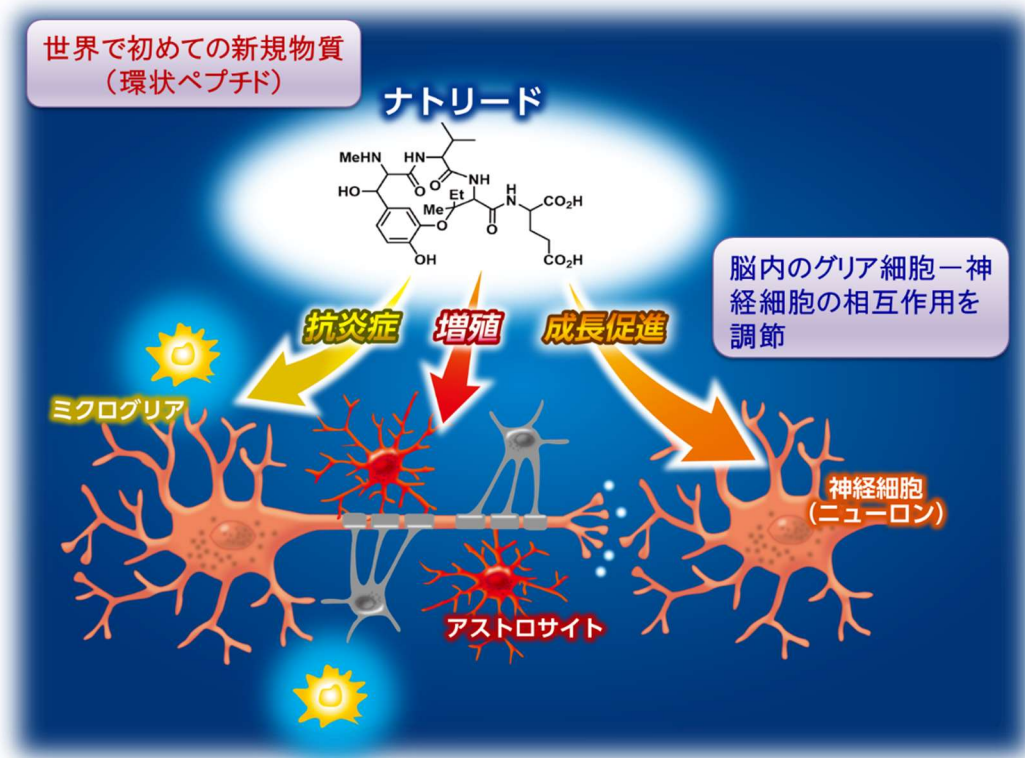 世界で初めての新規物質
（環状ペプチド）
ナトリード
MeHN
HN
O
O
NH
HO
Et
Me
O
O
H
N
CO₂H
OH
CO₂H
抗炎症
増殖
成長促進
脳内のグリア細胞－神
経細胞の相互作用を
調節
ミクログリア
神経細胞
（ニューロン）
アストロサイト